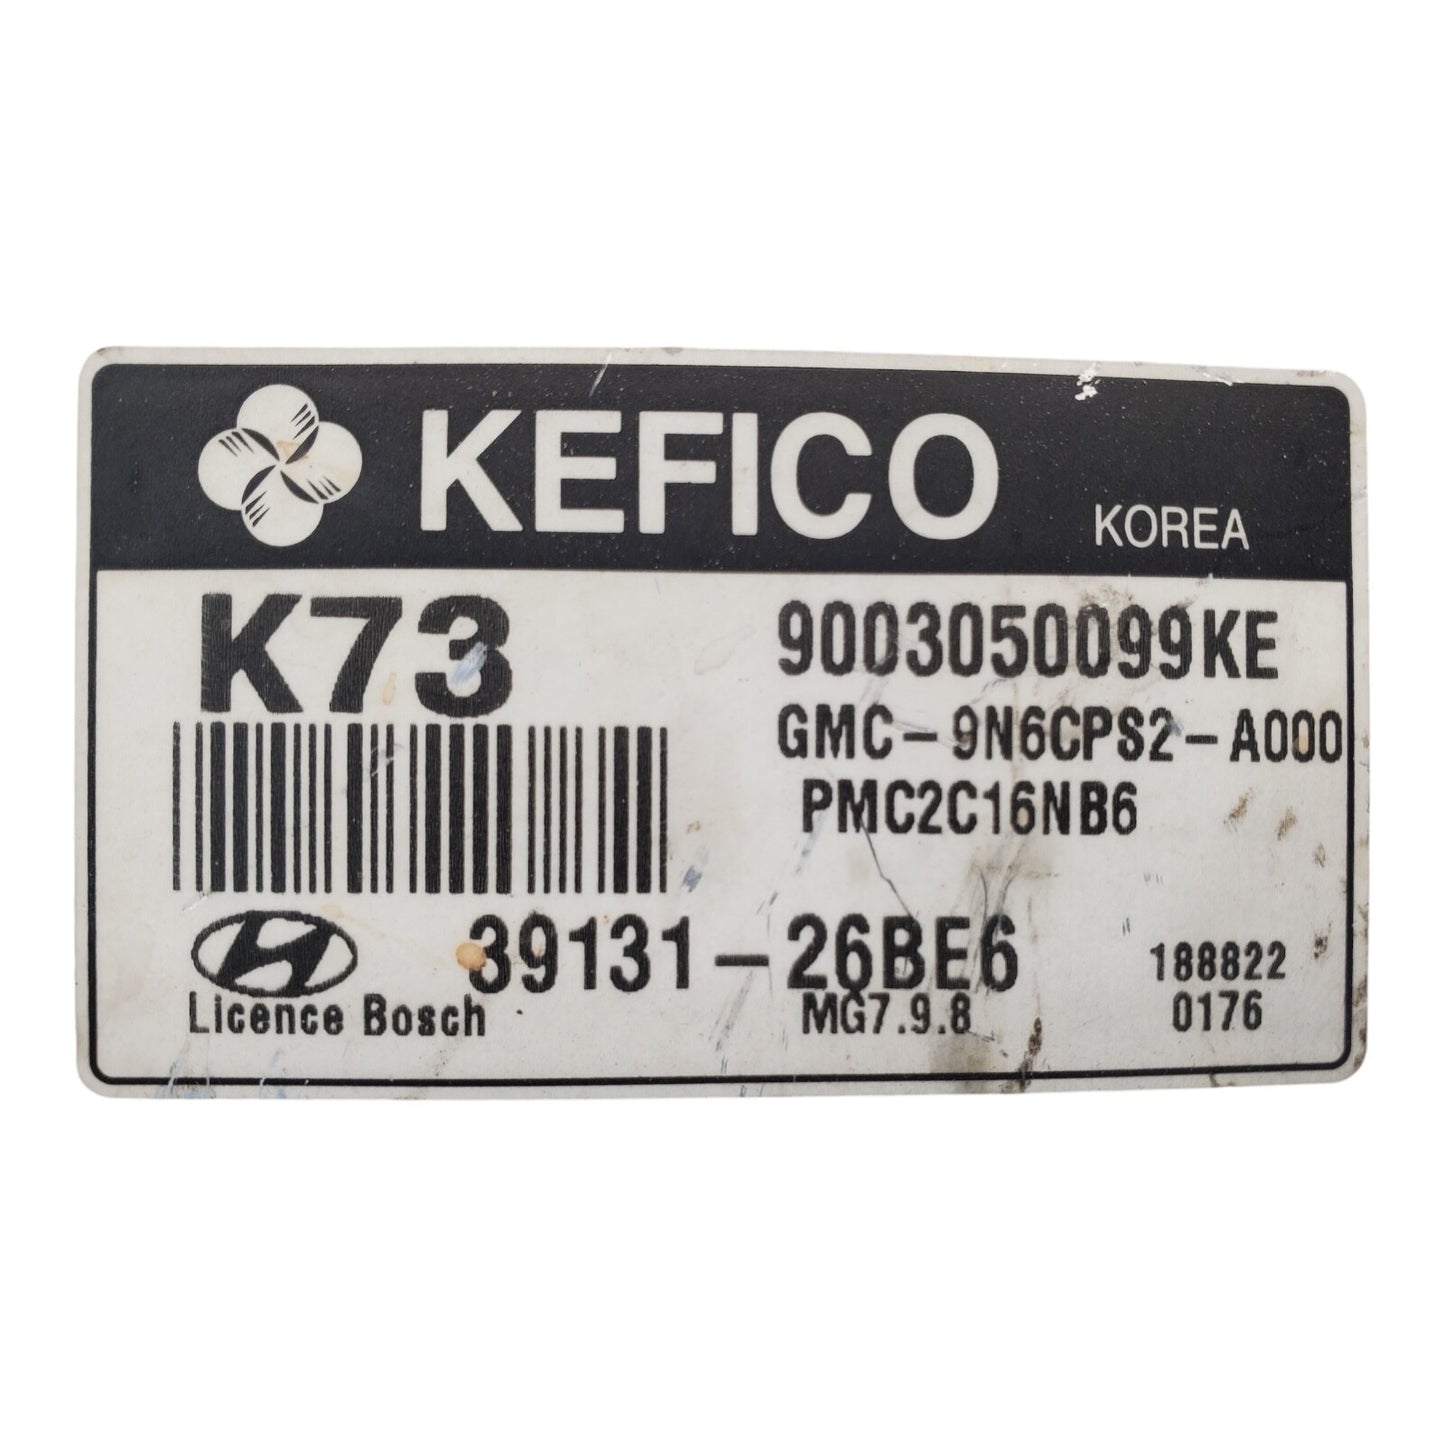 KEFICO KOREA
K73 9003050099KE
GMC-9N6CPS2-A000
PMC2C16NB6
39131-26BE6 188822
Licence Bosch MG7.9.8 0176